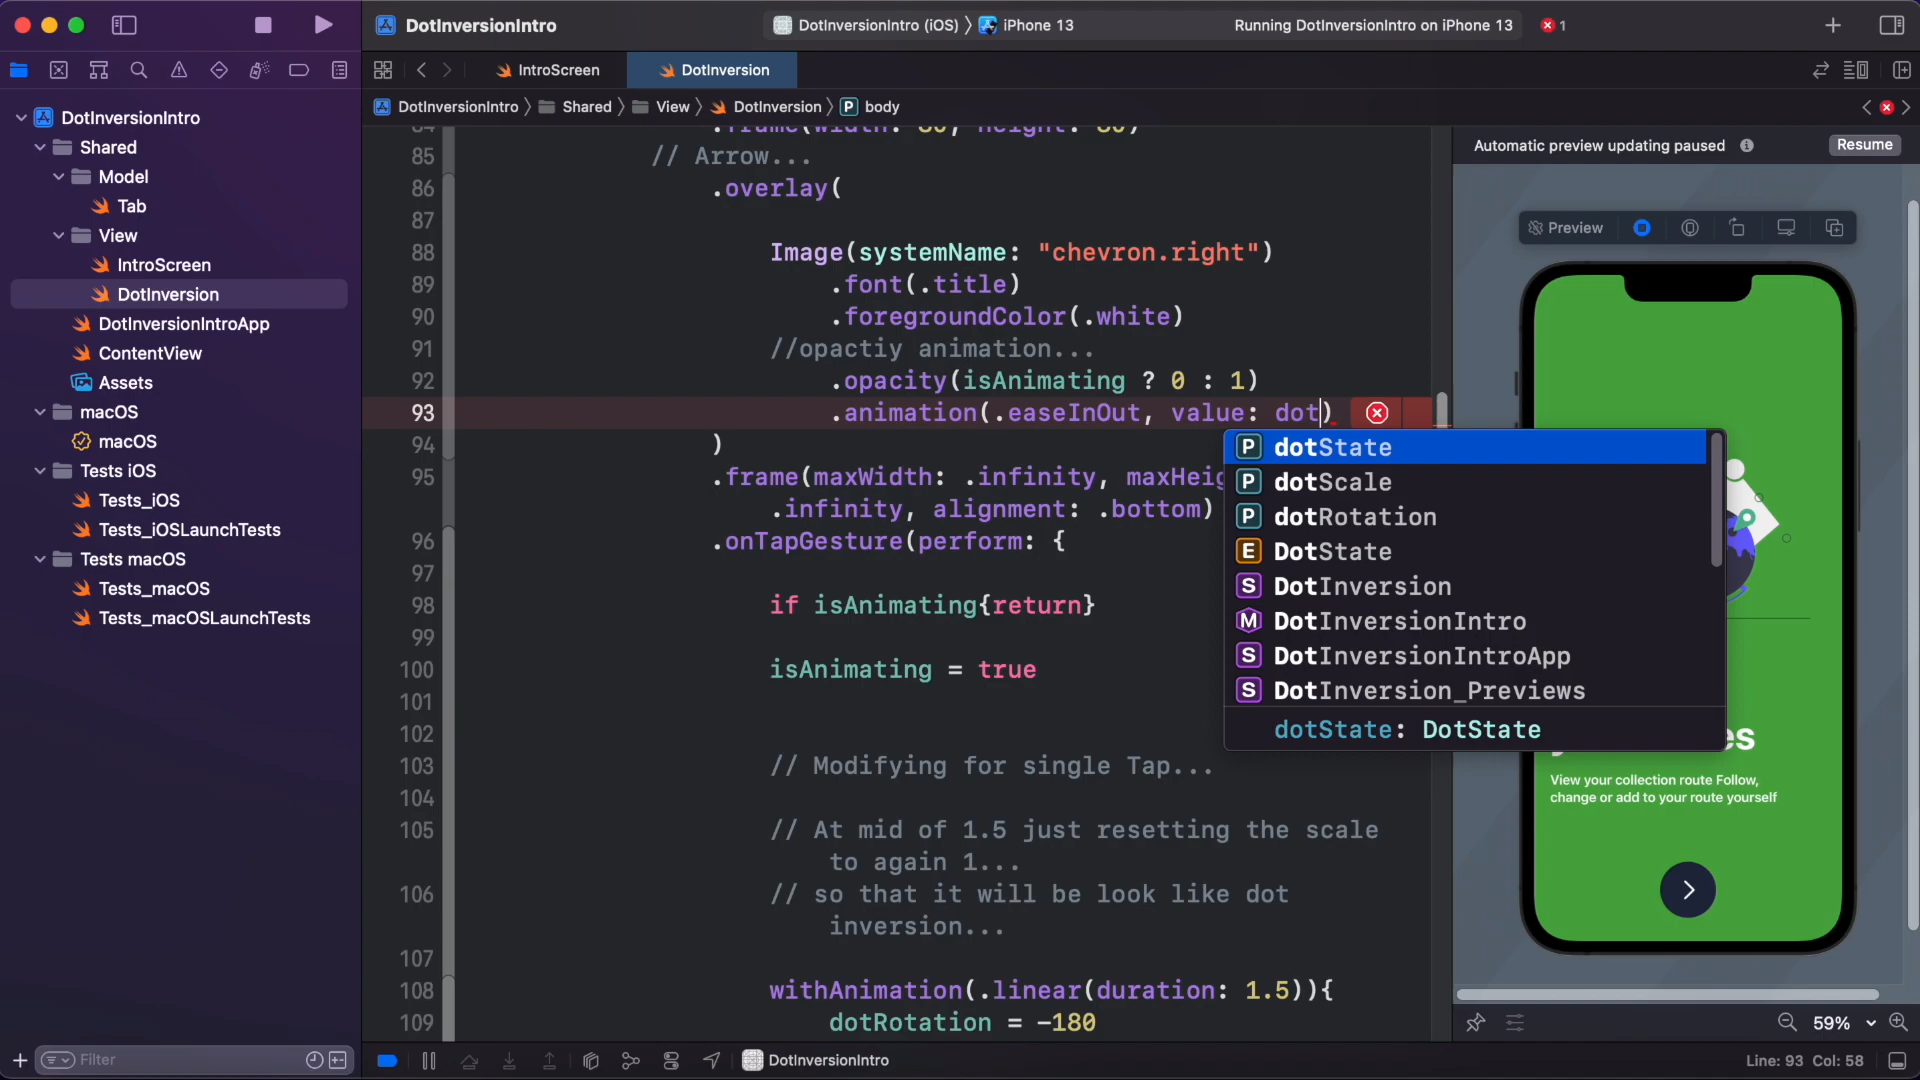 DotInversionIntro
DotInversionIntro (iOS) 〉 iPhone 13
Running DotInversionIntro on iPhone 13
1
IntroScreen
DotInversion
DotInversionIntro 〉 Shared 〉 View 〉 DotInversion 〉 P body
DotInversionIntro
Shared
Model
Tab
View
IntroScreen
DotInversion
DotInversionIntroApp
ContentView
Assets
macOS
macOS
Tests iOS
Tests_iOS
Tests_iOSLaunchTests
Tests macOS
Tests_macOS
Tests_macOSLaunchTests
Filter
84 .frame(width: 80, height: 80)
85 // Arrow...
86 .overlay(
87
88 Image(systemName: "chevron.right")
89 .font(.title)
90 .foregroundColor(.white)
91 //opactiy animation...
92 .opacity(isAnimating ? 0 : 1)
93 .animation(.easeInOut, value: dot)
94 )
95 .frame(maxWidth: .infinity, maxHeig
.infinity, alignment: .bottom)
96 .onTapGesture(perform: {
97
98 if isAnimating{return}
99
100 isAnimating = true
101
102
103 // Modifying for single Tap...
104
105 // At mid of 1.5 just resetting the scale
to again 1...
106 // so that it will be look like dot
inversion...
107
108 withAnimation(.linear(duration: 1.5)){
109 dotRotation = -180
P dotState
P dotScale
P dotRotation
E DotState
S DotInversion
M DotInversionIntro
S DotInversionIntroApp
S DotInversion_Previews
dotState: DotState
Automatic preview updating paused
Resume
Preview
es
View your collection route Follow,
change or add to your route yourself
59%
DotInversionIntro
Line: 93 Col: 58